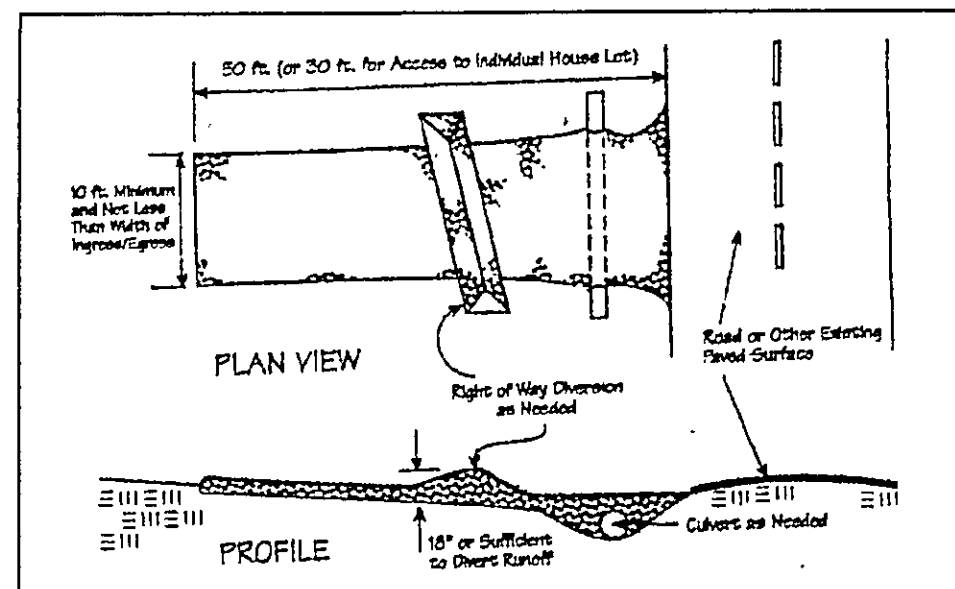 50 ft. (or 30 ft. for Access to Individual House Lot)
10 ft. Minimum
and Not Less
Than Width of
Ingress/Egress
PLAN VIEW
Right of Way Diversion
as Needed
Road or Other Existing
Paved Surface
Culvert as Needed
18" or Sufficient
to Divert Runoff
PROFILE